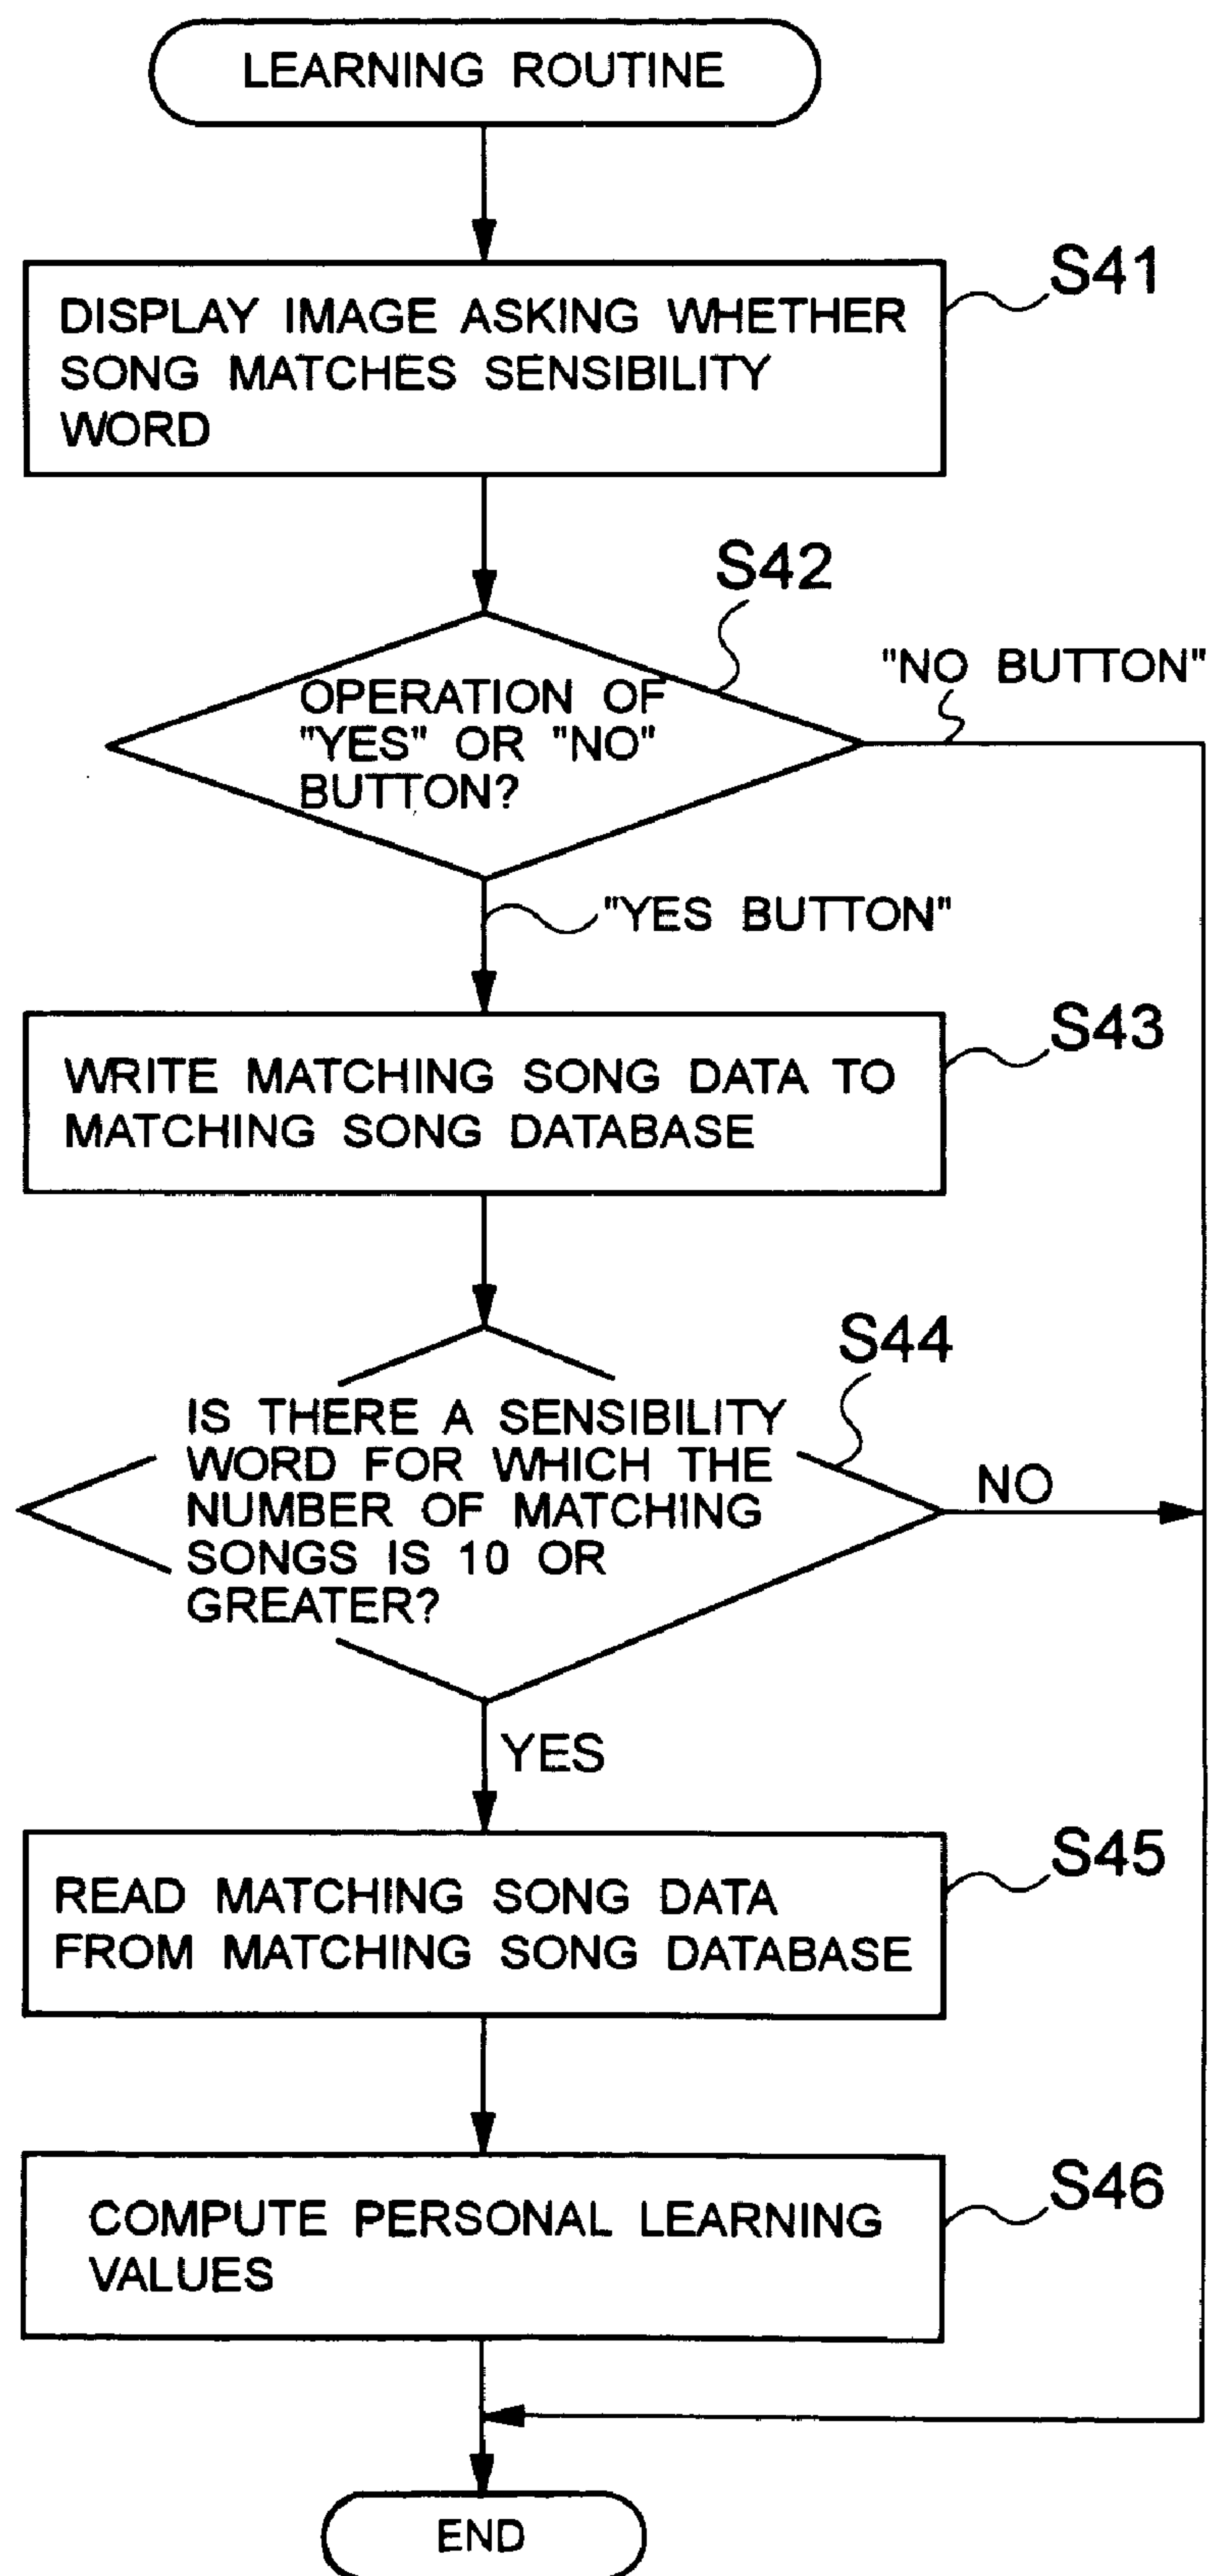 LEARNING ROUTINE
S41
DISPLAY IMAGE ASKING WHETHER
SONG MATCHES SENSIBILITY
WORD
S42
"NO BUTTON"
OPERATION OF
"YES" OR "NO"
BUTTON?
"YES BUTTON"
S43
WRITE MATCHING SONG DATA TO
MATCHING SONG DATABASE
S44
IS THERE A SENSIBILITY
WORD FOR WHICH THE
NUMBER OF MATCHING
SONGS IS 10 OR
GREATER?
NO
YES
S45
READ MATCHING SONG DATA
FROM MATCHING SONG DATABASE
S46
COMPUTE PERSONAL LEARNING
VALUES
END